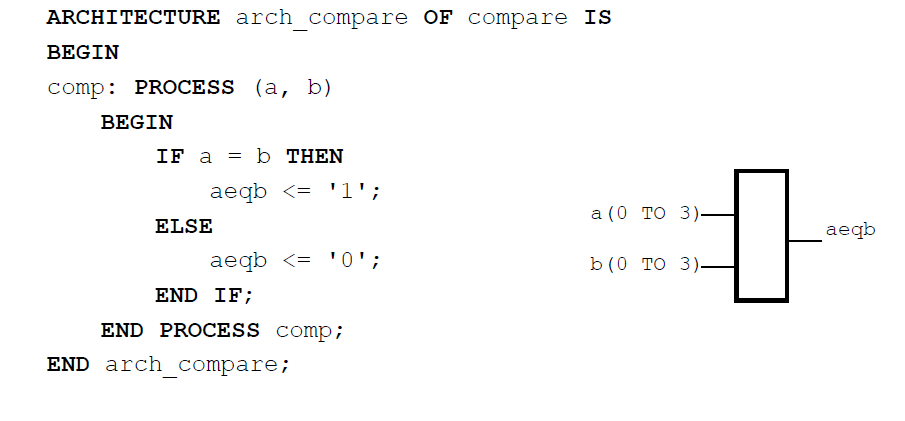 ARCHITECTURE arch_compare OF compare IS
BEGIN
comp: PROCESS (a, b)
BEGIN
IF a = b THEN
aeqb <= '1';
ELSE
aeqb <= '0';
END IF;
END PROCESS comp;
END arch_compare;
a(0 TO 3)
b(0 TO 3)
aeqb